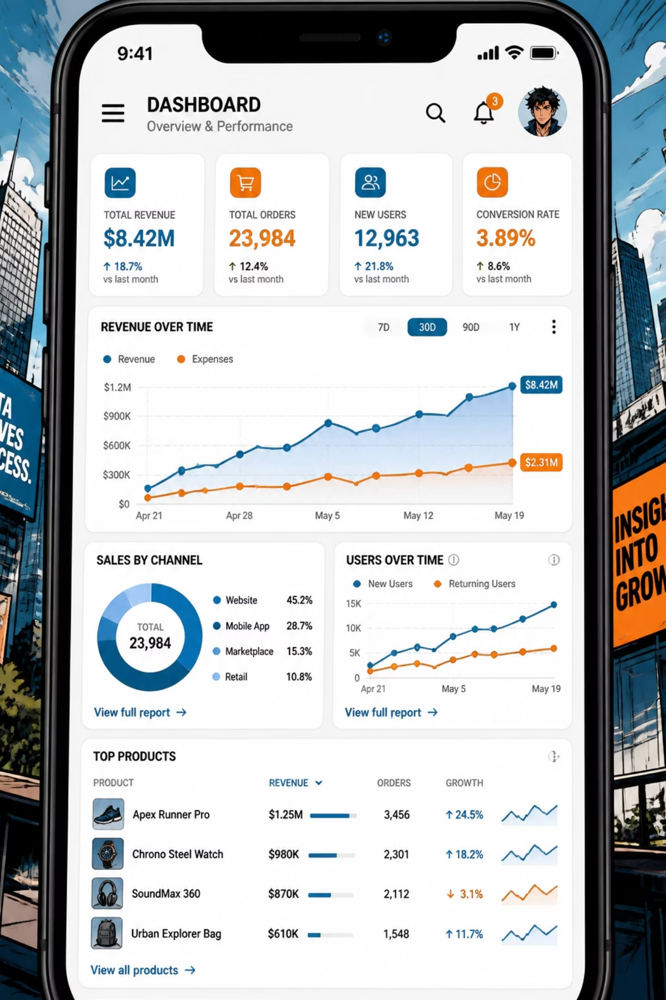 9:41
DASHBOARD
Overview & Performance
3
TOTAL REVENUE
$8.42M
↑ 18.7%
vs last month
TOTAL ORDERS
23,984
↑ 12.4%
vs last month
NEW USERS
12,963
↑ 21.8%
vs last month
CONVERSION RATE
3.89%
↑ 8.6%
vs last month
REVENUE OVER TIME
7D 30D 90D 1Y
Revenue Expenses
$1.2M
$900K
$600K
$300K
$0
$8.42M
$2.31M
Apr 21 Apr 28 May 5 May 12 May 19
SALES BY CHANNEL
TOTAL
23,984
Website 45.2%
Mobile App 28.7%
Marketplace 15.3%
Retail 10.8%
View full report →
USERS OVER TIME
New Users Returning Users
15K
10K
5K
0
Apr 21 May 5 May 19
View full report →
TOP PRODUCTS
PRODUCT REVENUE ORDERS GROWTH
Apex Runner Pro $1.25M 3,456 ↑ 24.5%
Chrono Steel Watch $980K 2,301 ↑ 18.2%
SoundMax 360 $870K 2,112 ↓ 3.1%
Urban Explorer Bag $610K 1,548 ↑ 11.7%
View all products →
TA
VES
CESS.
INSIGH
INTO
GROW